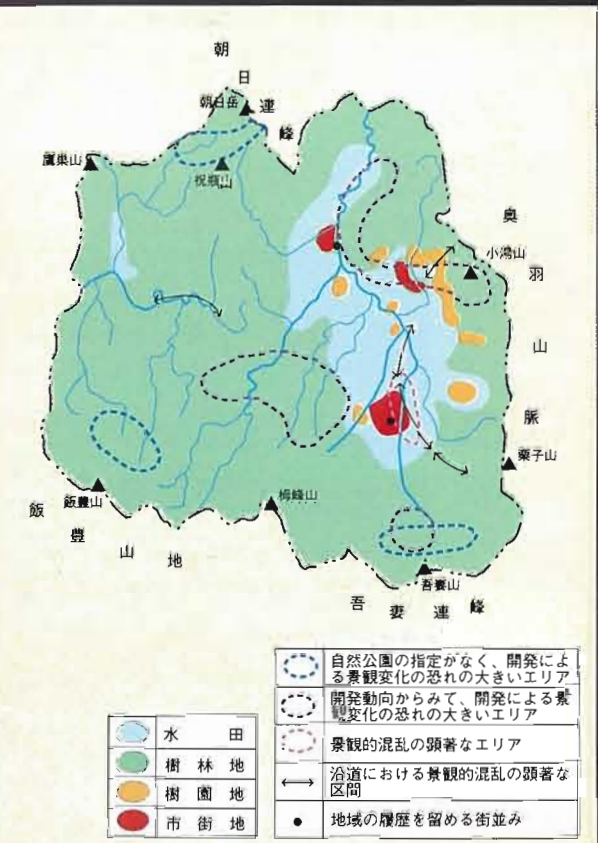 朝日連峰
朝日岳
鷹巣山
祝瓶山
奥羽山脈
小湯山
栗子山
飯豊山
栂峰山
飯豊山地
吾妻山
吾妻連峰
自然公園の指定がなく、開発によ
る景観変化の恐れの大きいエリア
開発動向からみて、開発による景
観変化の恐れの大きいエリア
景観的混乱の顕著なエリア
沿道における景観的混乱の顕著な
区間
地域の履歴を留める街並み
水田
樹林地
樹園地
市街地